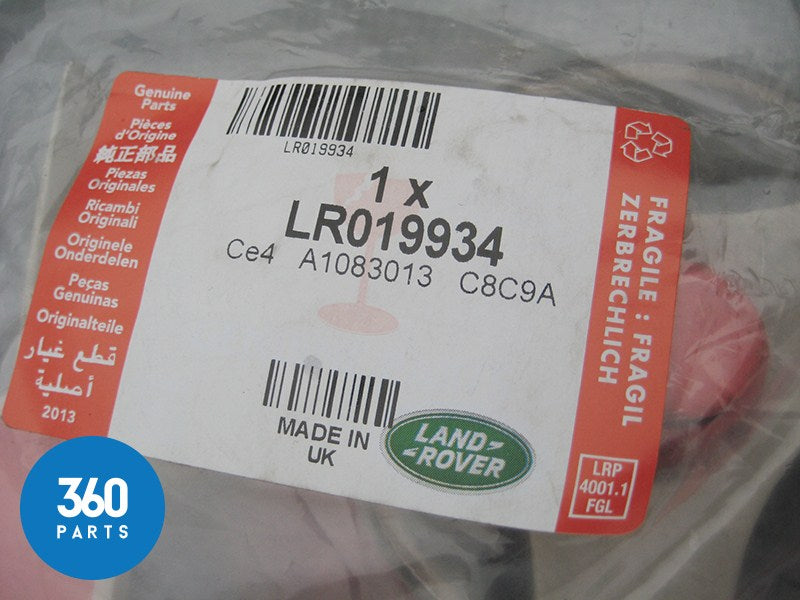 Genuine
Parts
Pièces
d'Origine
純正部品
Piezas
Originales
Ricambi
Originali
Originele
Onderdelen
Peças
Genuínas
Originalteile
قطع غيار
أصلية
2013
LR019934
1 x
LR019934
Ce4 A1083013 C8C9A
MADE IN
UK
LAND
ROVER
FRAGILE : FRAGIL
ZERBRECHLICH
LRP
4001.1
FGL
360
PARTS